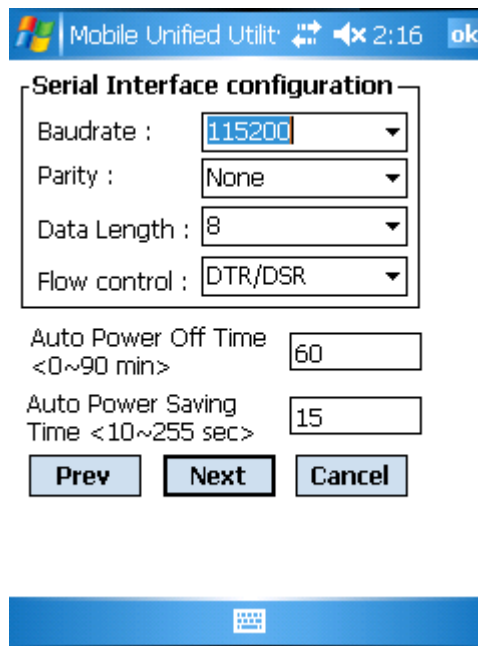 Mobile Unified Utilit 2:16 ok
Serial Interface configuration
Baudrate : 115200
Parity : None
Data Length : 8
Flow control : DTR/DSR
Auto Power Off Time
<0~90 min> 60
Auto Power Saving
Time <10~255 sec> 15
Prev Next Cancel